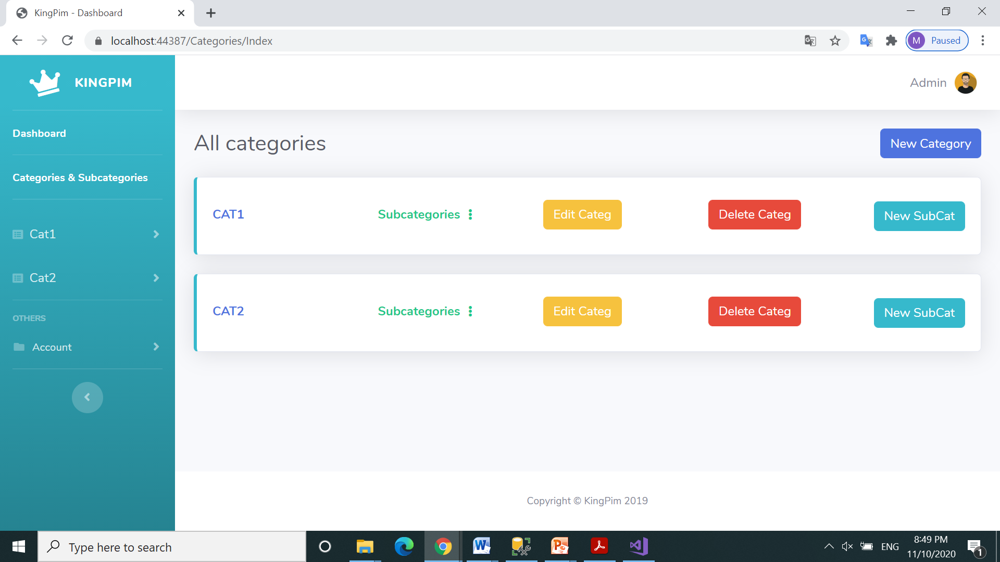 KingPim - Dashboard
localhost:44387/Categories/Index
M Paused
KINGPIM
Admin
Dashboard
Categories & Subcategories
Cat1
Cat2
OTHERS
Account
All categories
New Category
CAT1 Subcategories Edit Categ Delete Categ New SubCat
CAT2 Subcategories Edit Categ Delete Categ New SubCat
Copyright © KingPim 2019
Type here to search
ENG
8:49 PM
11/10/2020
1